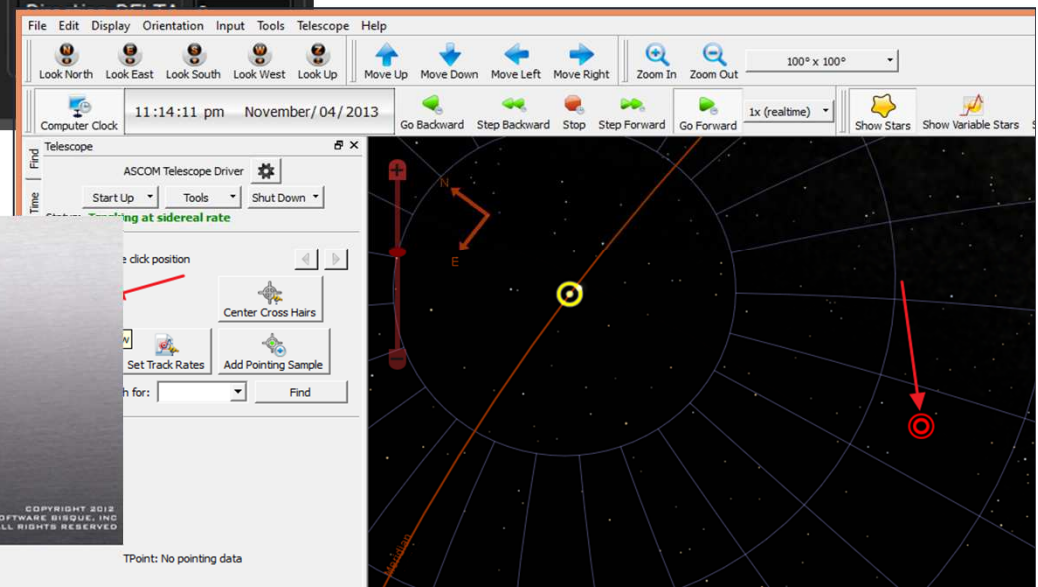 Direction DELTA
File Edit Display Orientation Input Tools Telescope Help
N E S W Z
Look North Look East Look South Look West Look Up Move Up Move Down Move Left Move Right Zoom In Zoom Out 100° x 100°
Computer Clock 11:14:11 pm November/ 04 / 2013 Go Backward Step Backward Stop Step Forward Go Forward 1x (realtime) Show Stars Show Variable Stars
Find
Time
Telescope
ASCOM Telescope Driver
Start Up Tools Shut Down
Tracking at sidereal rate
click position
Center Cross Hairs
Set Track Rates Add Pointing Sample
for: Find
COPYRIGHT 2012
SOFTWARE BISQUE, INC
ALL RIGHTS RESERVED
TPoint: No pointing data
N
E
Meridian